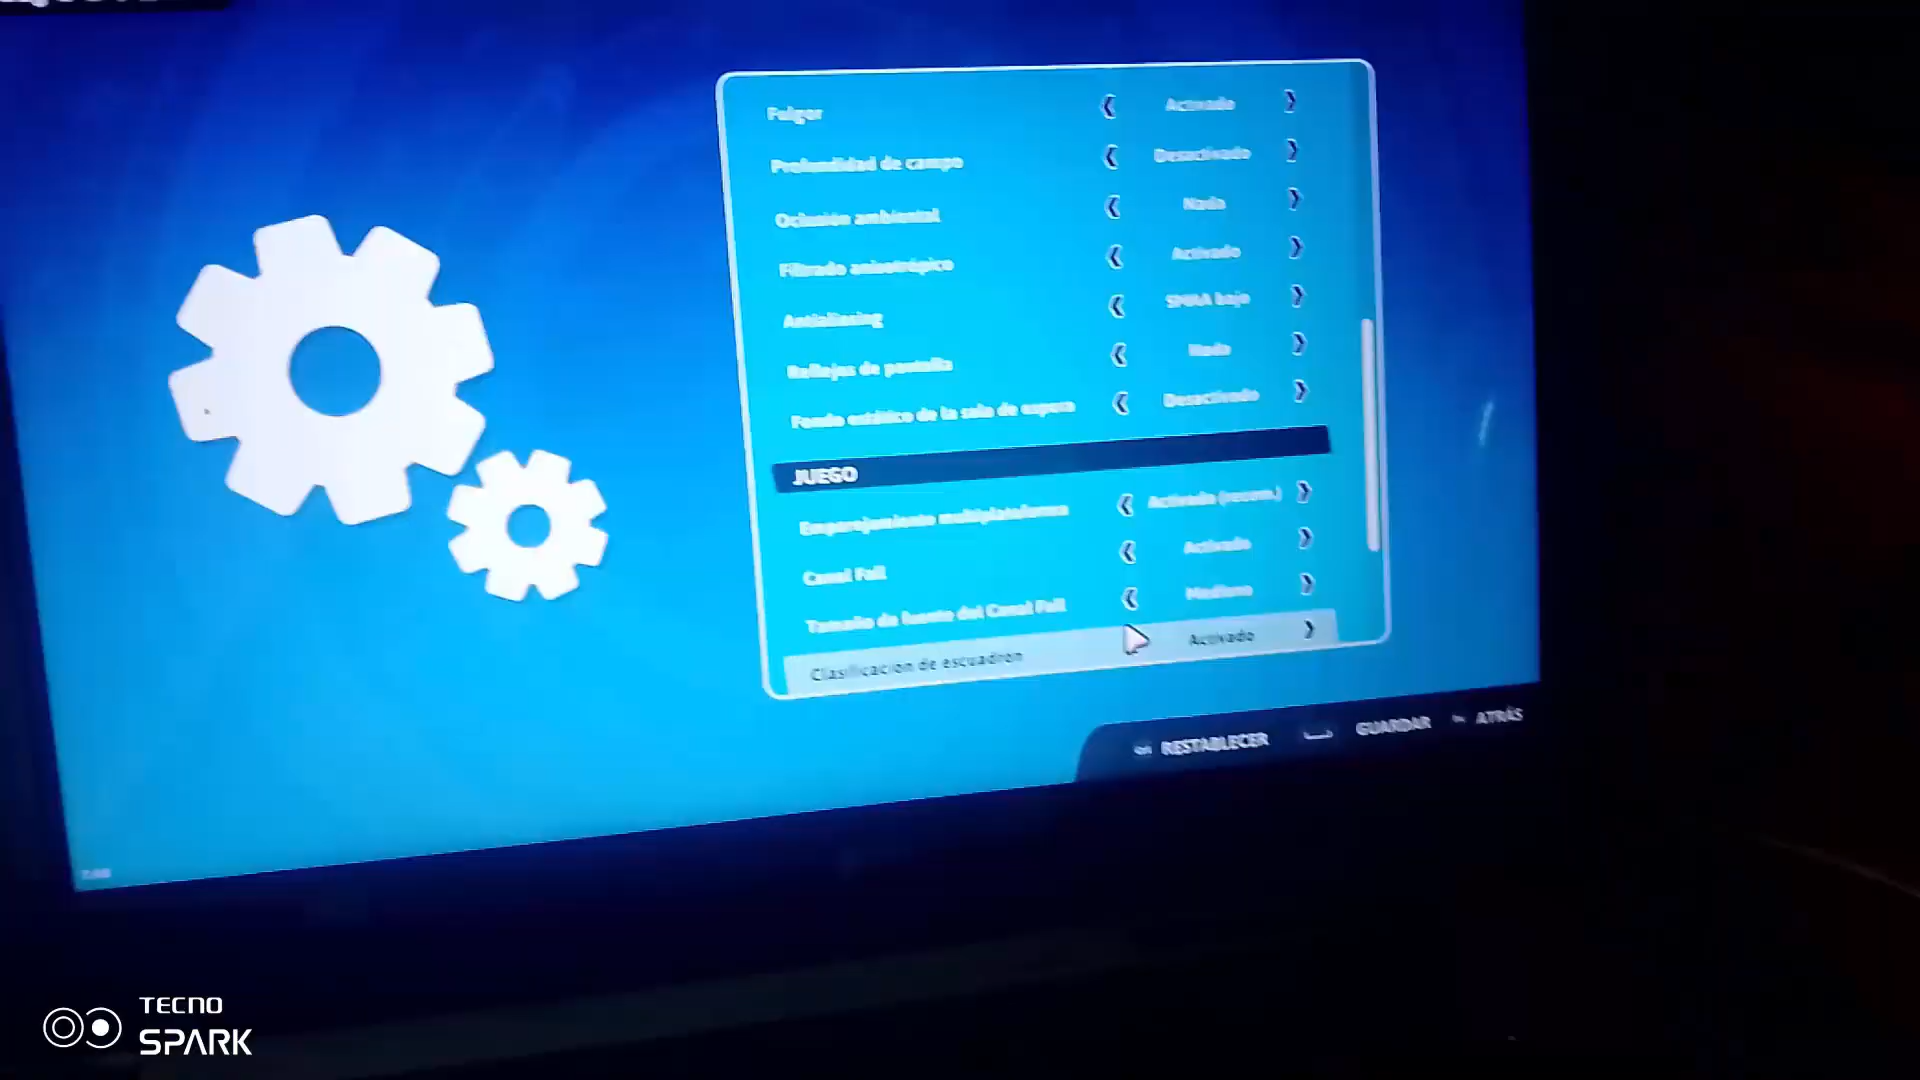 Fulgor Activado
Profundidad de campo Desactivado
Oclusión ambiental Nada
Filtrado anisotrópico Activado
Antialiasing SMAA bajo
Reflejos de pantalla Nada
Fondo estático de la sala de espera Desactivado
JUEGO
Emparejamiento multiplataforma Activado (recom.)
Canal Fall Activado
Tamaño de fuente del Canal Fall Mediano
Clasificación de escuadrón Activado
RESTABLECER GUARDAR ATRÁS
TECNO
SPARK